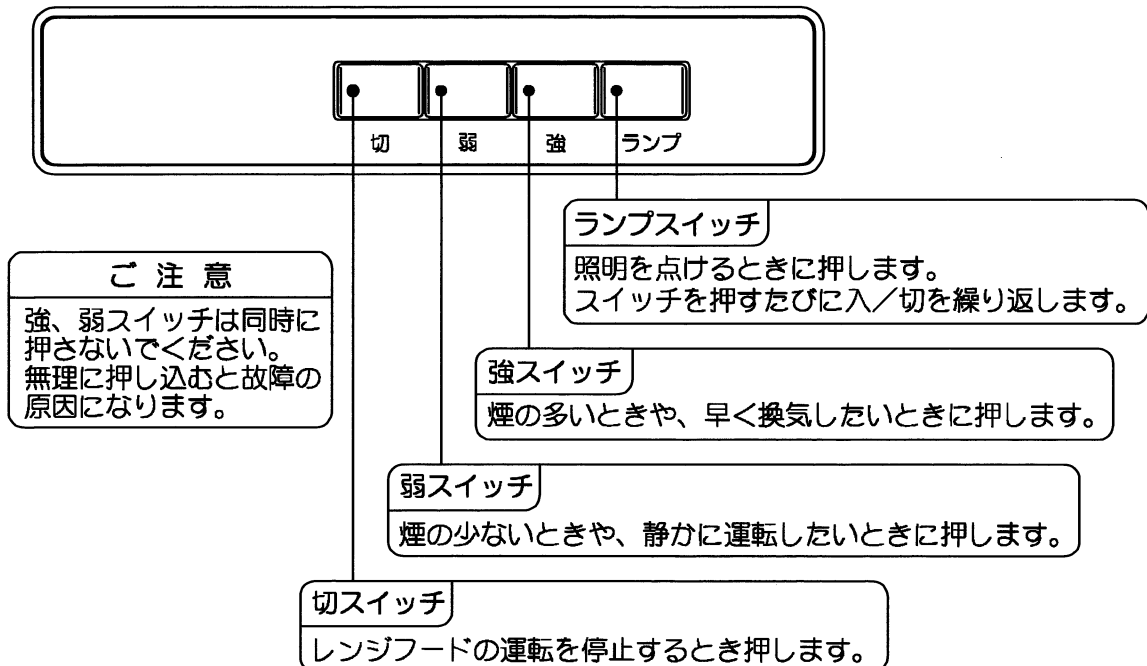 切 弱 強 ランプ
ランプスイッチ
照明を点けるときに押します。
スイッチを押すたびに入／切を繰り返します。
ご注意
強、弱スイッチは同時に
押さないでください。
無理に押し込むと故障の
原因になります。
強スイッチ
煙の多いときや、早く換気したいときに押します。
弱スイッチ
煙の少ないときや、静かに運転したいときに押します。
切スイッチ
レンジフードの運転を停止するとき押します。